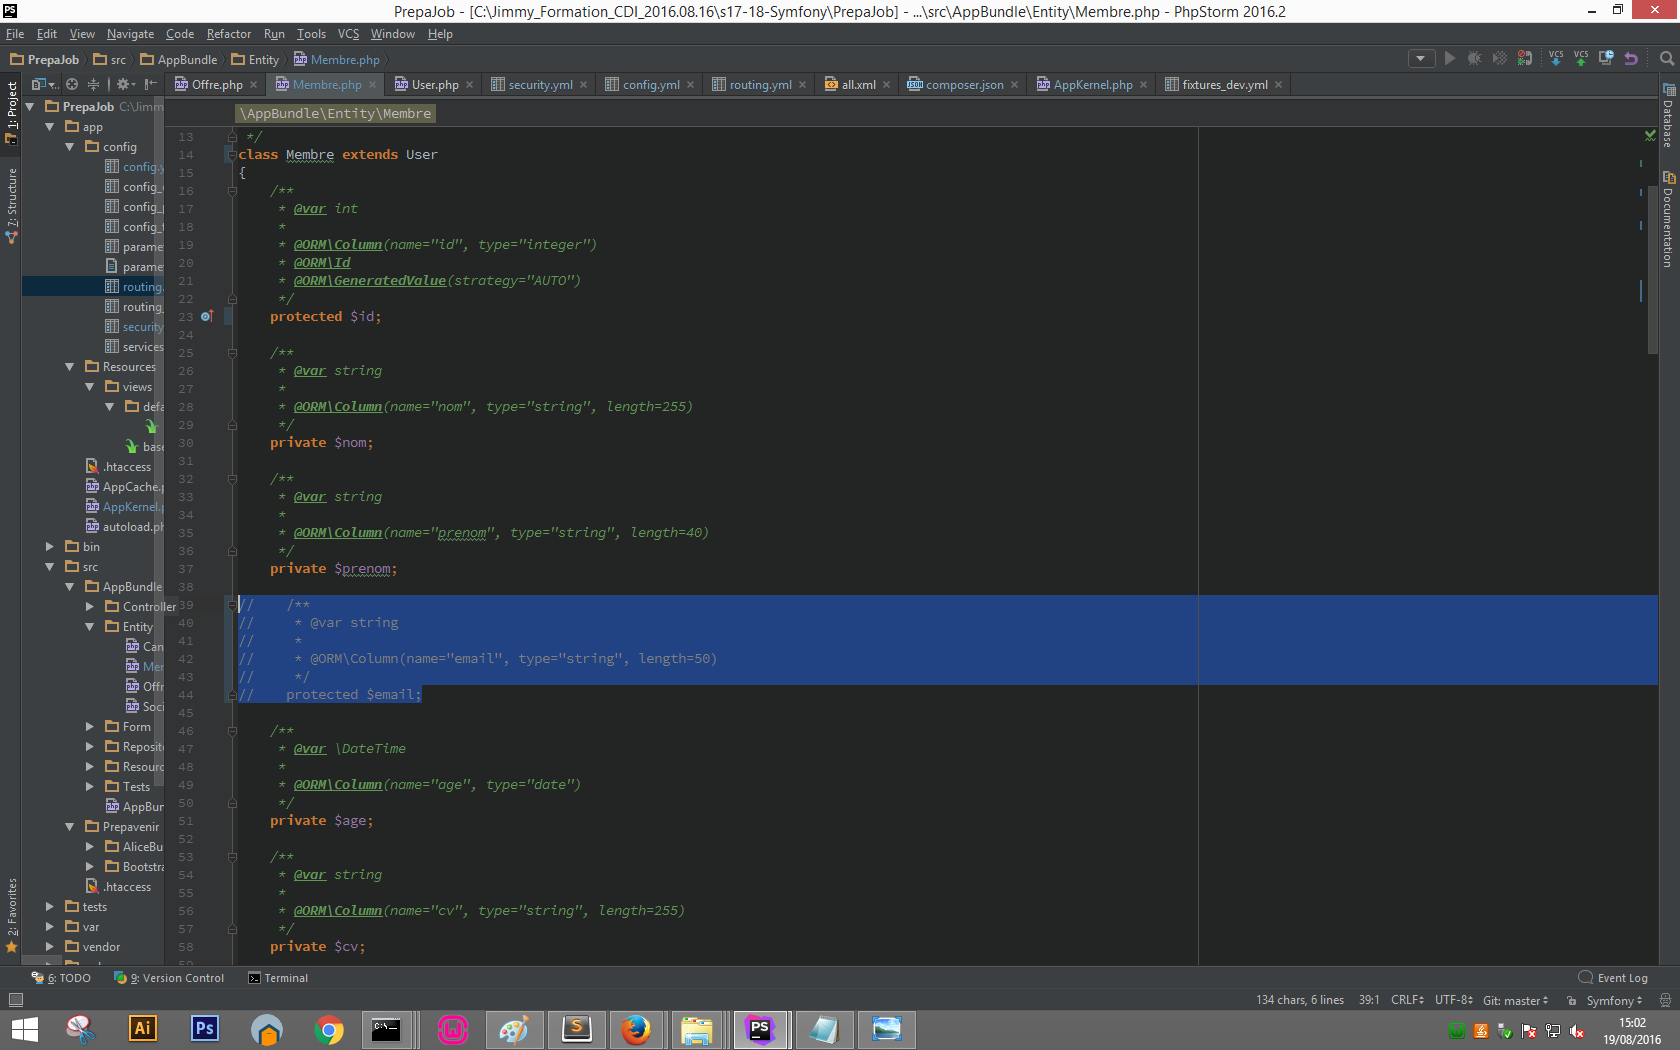 PrepaJob - [C:\Jimmy_Formation_CDI_2016.08.16\s17-18-Symfony\PrepaJob] - ...\src\AppBundle\Entity\Membre.php - PhpStorm 2016.2
File Edit View Navigate Code Refactor Run Tools VCS Window Help
PrepaJob src AppBundle Entity Membre.php
Offre.php Membre.php User.php security.yml config.yml routing.yml all.xml composer.json AppKernel.php fixtures_dev.yml
1: Project
7: Structure
2: Favorites
Database
Documentation
PrepaJob C:\Jimm
app
config
config.y
config_
config_p
config_t
parame
parame
routing.
routing_
security
services
Resources
views
defa
base
.htaccess
AppCache.p
AppKernel.p
autoload.ph
bin
src
AppBundle
Controller
Entity
Can
Mem
Offr
Soci
Form
Reposit
Resourc
Tests
AppBun
Prepavenir
AliceBu
Bootstra
.htaccess
tests
var
vendor
\AppBundle\Entity\Membre
13 */
14 class Membre extends User
15 {
16 /**
17 * @var int
18 *
19 * @ORM\Column(name="id", type="integer")
20 * @ORM\Id
21 * @ORM\GeneratedValue(strategy="AUTO")
22 */
23 protected $id;
24
25 /**
26 * @var string
27 *
28 * @ORM\Column(name="nom", type="string", length=255)
29 */
30 private $nom;
31
32 /**
33 * @var string
34 *
35 * @ORM\Column(name="prenom", type="string", length=40)
36 */
37 private $prenom;
38
39 // /**
40 // * @var string
41 // *
42 // * @ORM\Column(name="email", type="string", length=50)
43 // */
44 // protected $email;
45
46 /**
47 * @var \DateTime
48 *
49 * @ORM\Column(name="age", type="date")
50 */
51 private $age;
52
53 /**
54 * @var string
55 *
56 * @ORM\Column(name="cv", type="string", length=255)
57 */
58 private $cv;
6: TODO 9: Version Control Terminal Event Log
134 chars, 6 lines 39:1 CRLF UTF-8 Git: master Symfony
15:02
19/08/2016